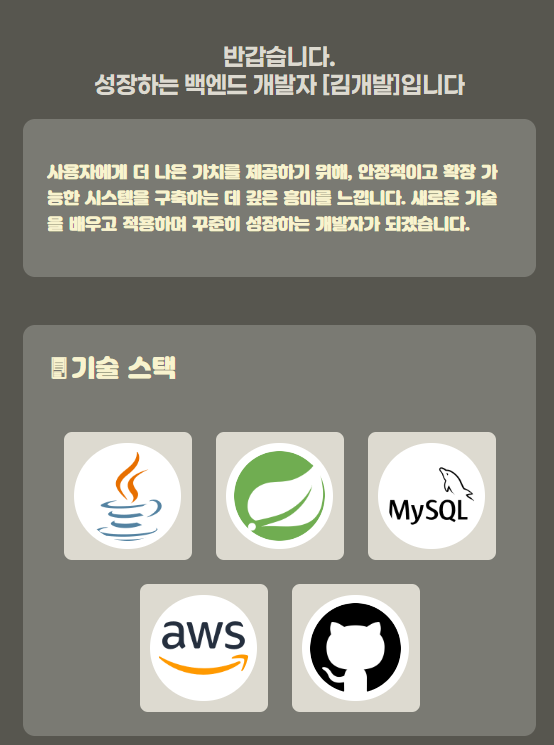 반갑습니다.
성장하는 백엔드 개발자 [김개발]입니다
사용자에게 더 나은 가치를 제공하기 위해, 안정적이고 확장 가
능한 시스템을 구축하는 데 깊은 흥미를 느낍니다. 새로운 기술
을 배우고 적용하며 꾸준히 성장하는 개발자가 되겠습니다.
기술 스택
MySQL
aws